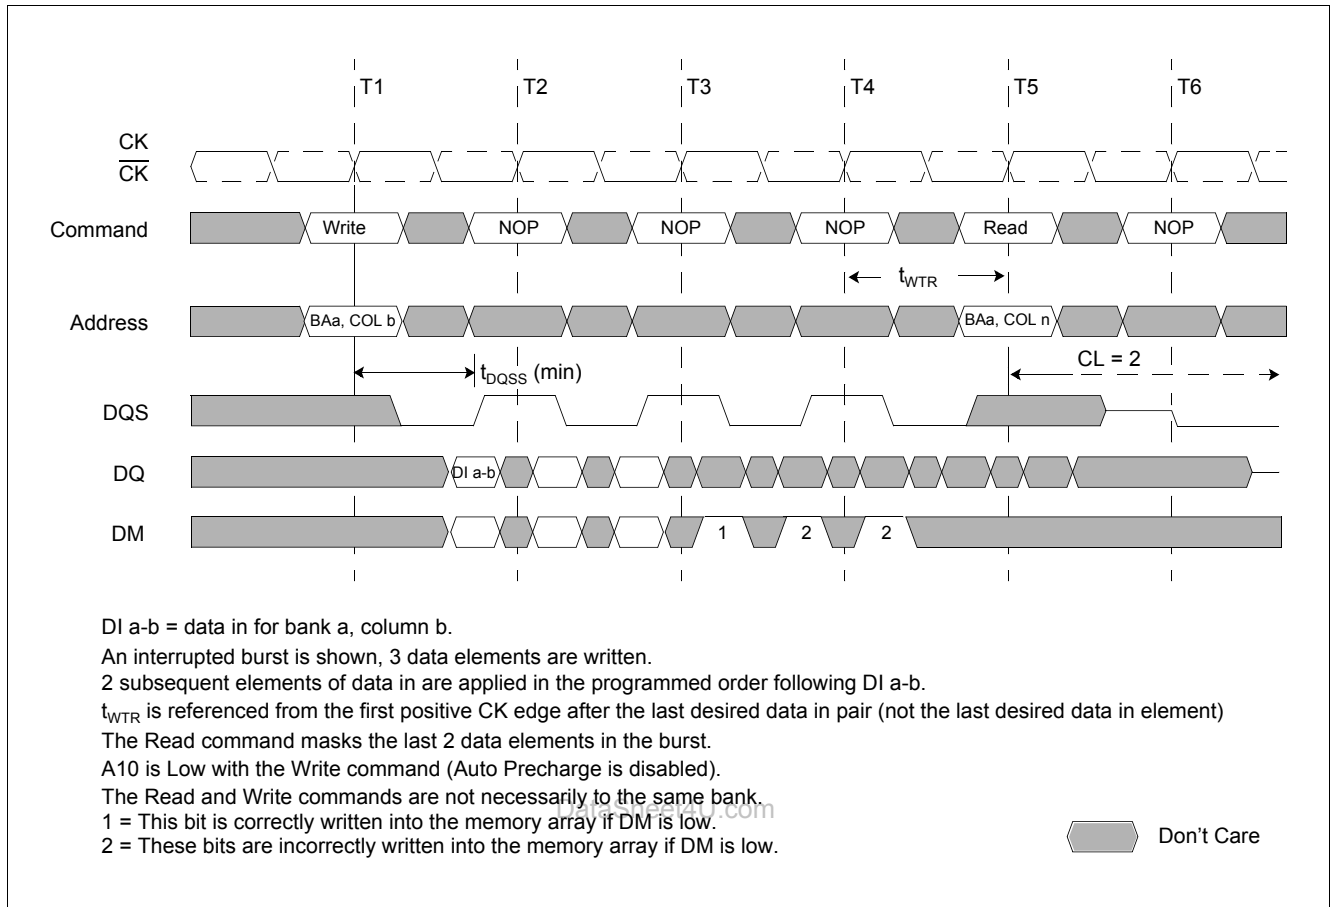 T1 T2 T3 T4 T5 T6
CK
CK
Command Write NOP NOP NOP Read NOP
tWTR
Address BAa, COL b BAa, COL n
tDQSS (min) CL = 2
DQS
DQ DI a-b
DM 1 2 2
DI a-b = data in for bank a, column b.
An interrupted burst is shown, 3 data elements are written.
2 subsequent elements of data in are applied in the programmed order following DI a-b.
tWTR is referenced from the first positive CK edge after the last desired data in pair (not the last desired data in element)
The Read command masks the last 2 data elements in the burst.
A10 is Low with the Write command (Auto Precharge is disabled).
The Read and Write commands are not necessarily to the same bank.
DataSheet4U.com
1 = This bit is correctly written into the memory array if DM is low.
2 = These bits are incorrectly written into the memory array if DM is low.
Don't Care